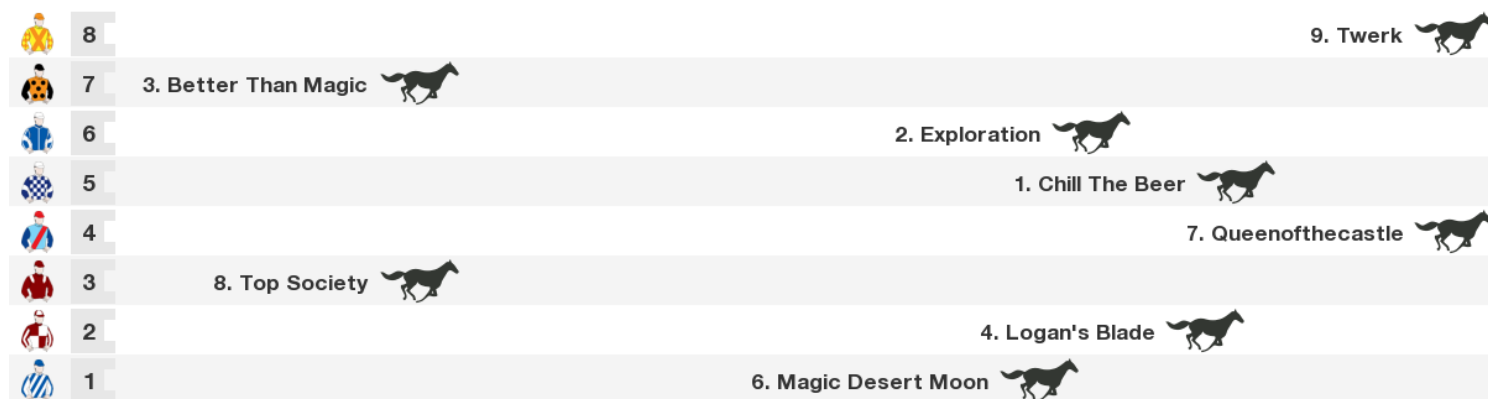 8 9. Twerk
7 3. Better Than Magic
6 2. Exploration
5 1. Chill The Beer
4 7. Queenofthecastle
3 8. Top Society
2 4. Logan's Blade
1 6. Magic Desert Moon